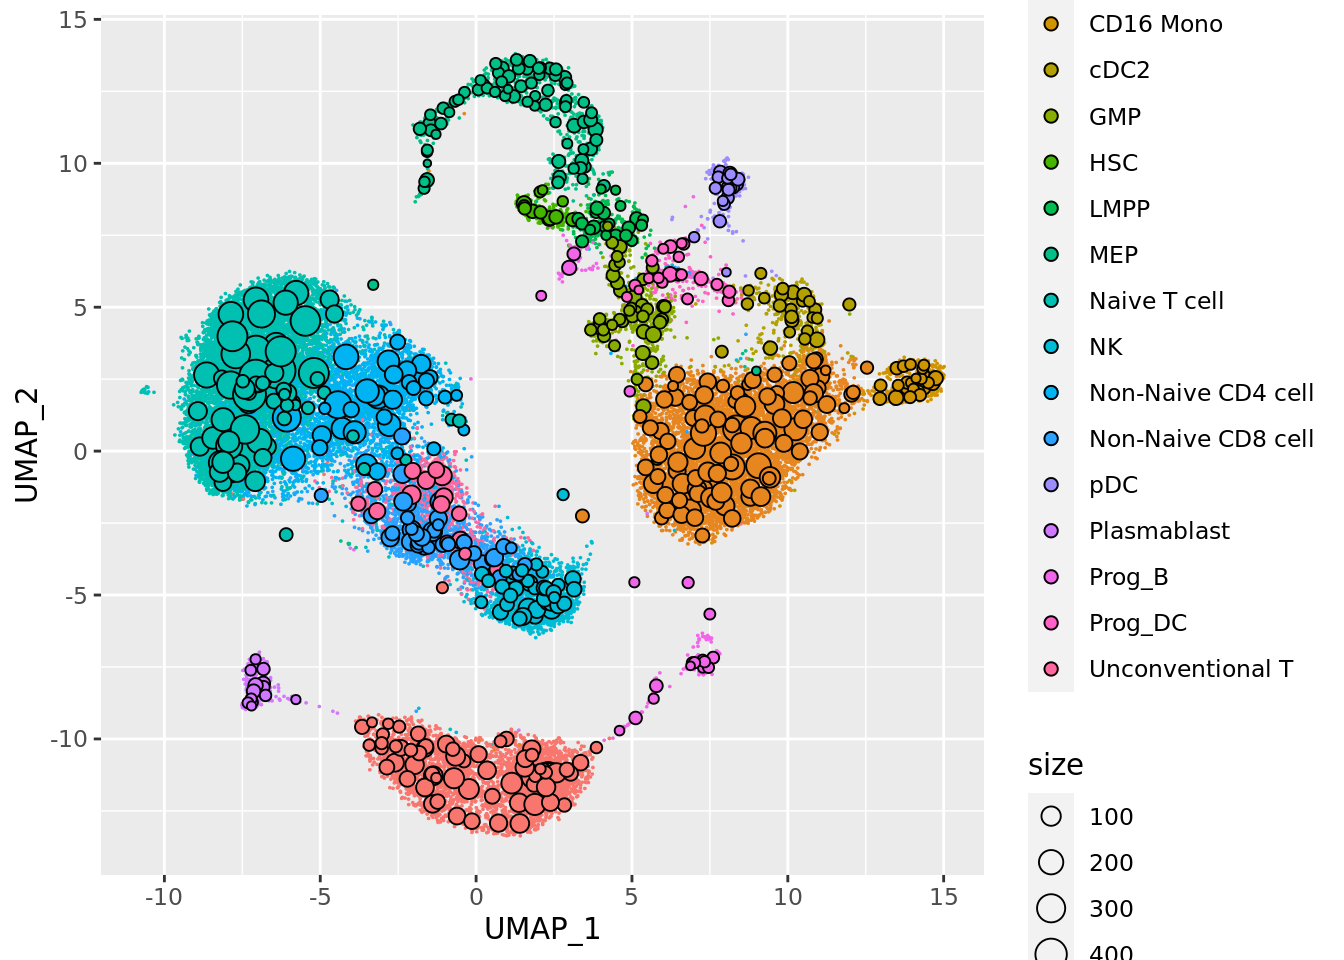 15
10
5
0
-5
-10
UMAP_2
-10
-5
0
5
10
15
UMAP_1
CD16 Mono
cDC2
GMP
HSC
LMPP
MEP
Naive T cell
NK
Non-Naive CD4 cell
Non-Naive CD8 cell
pDC
Plasmablast
Prog_B
Prog_DC
Unconventional T
size
100
200
300
400